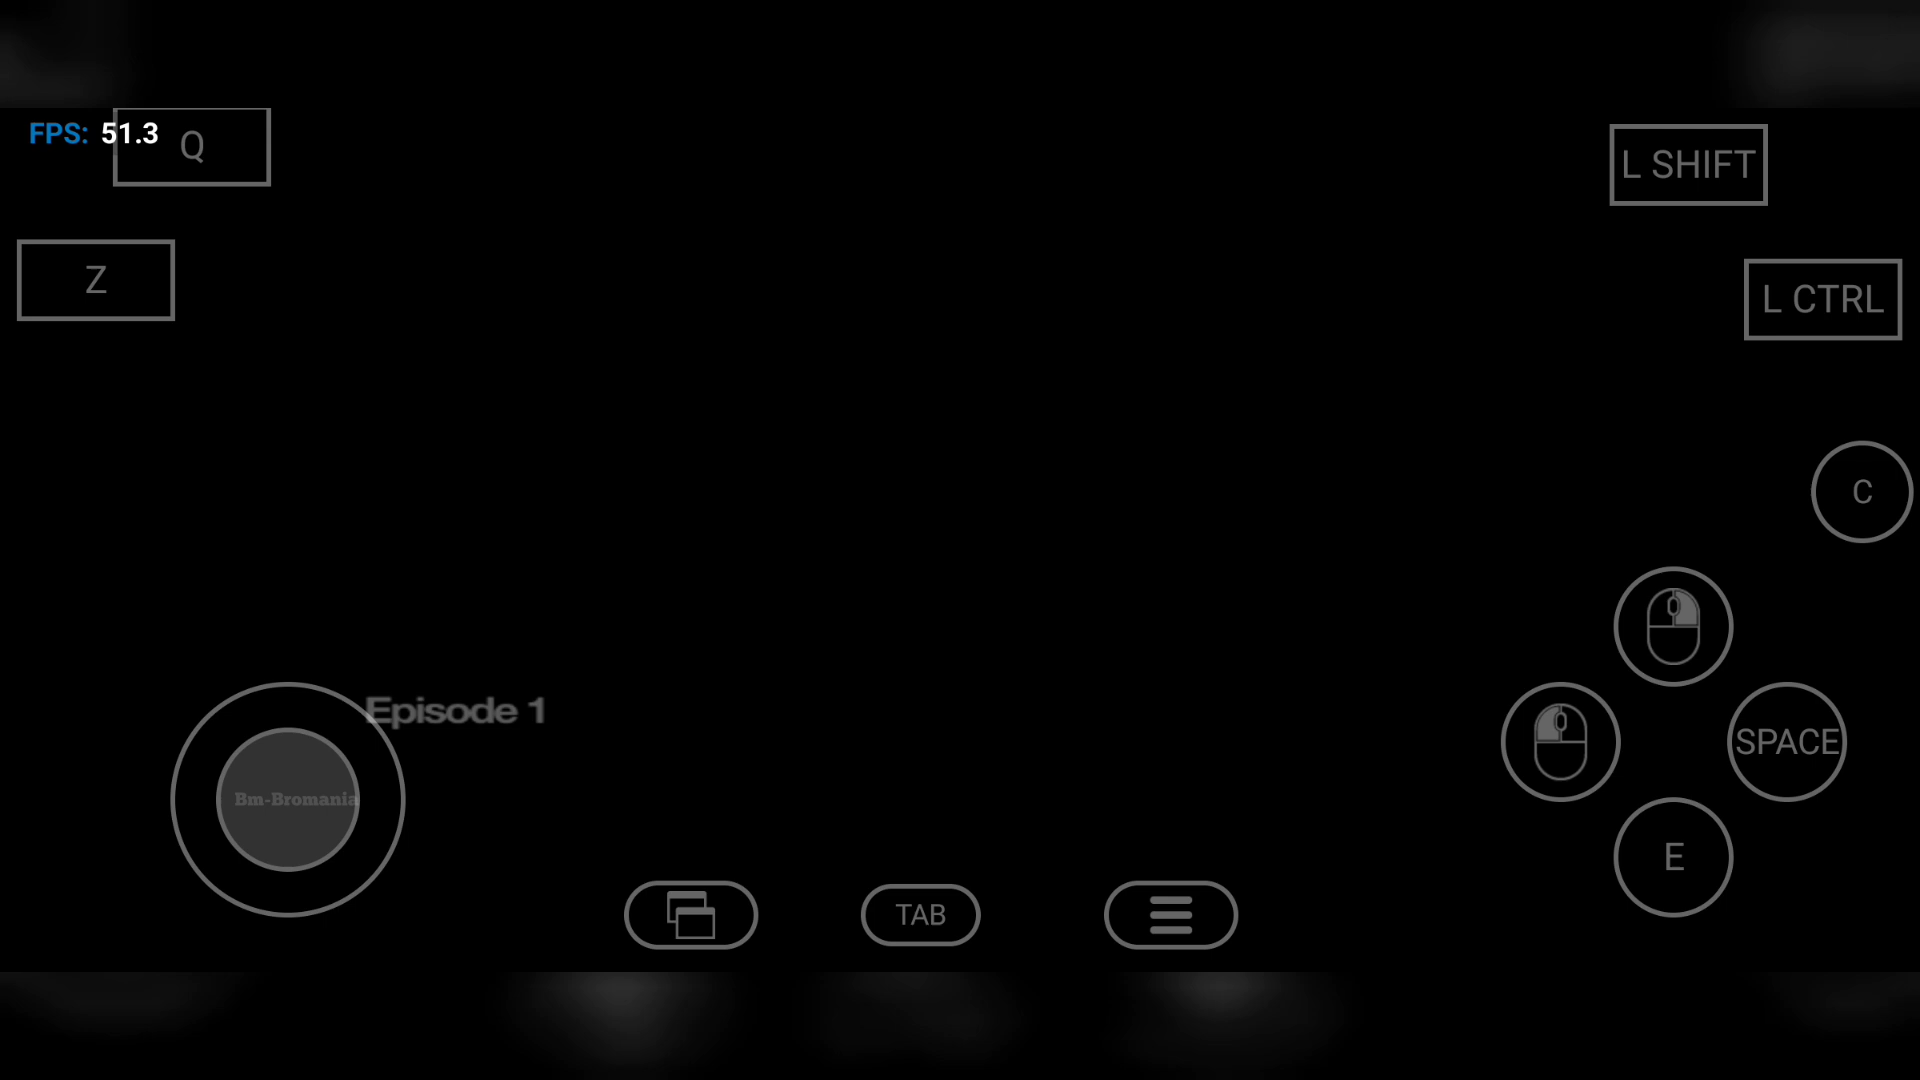 FPS: 51.3
Q
L SHIFT
Z
L CTRL
C
Episode 1
SPACE
Bm-Bromania
E
TAB